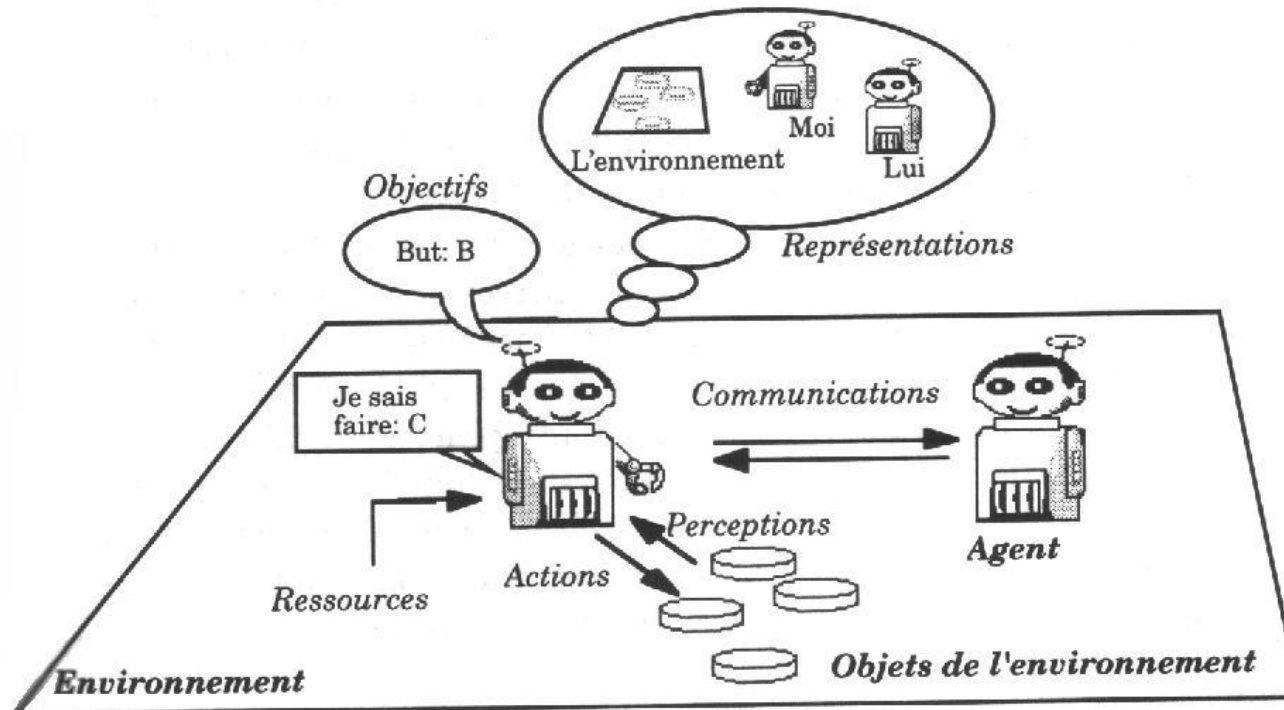 Moi
L'environnement
Lui
Objectifs
But: B
Représentations
Je sais
faire: C
Communications
Perceptions
Agent
Actions
Ressources
Objets de l'environnement
Environnement